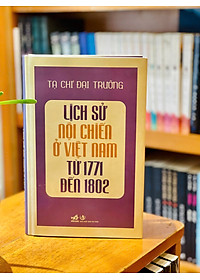 TẠ CHÍ ĐẠI TRƯỜNG
LỊCH SỬ
NỘI CHIẾN
Ở VIỆT NAM
TỪ 1771
ĐẾN 1802